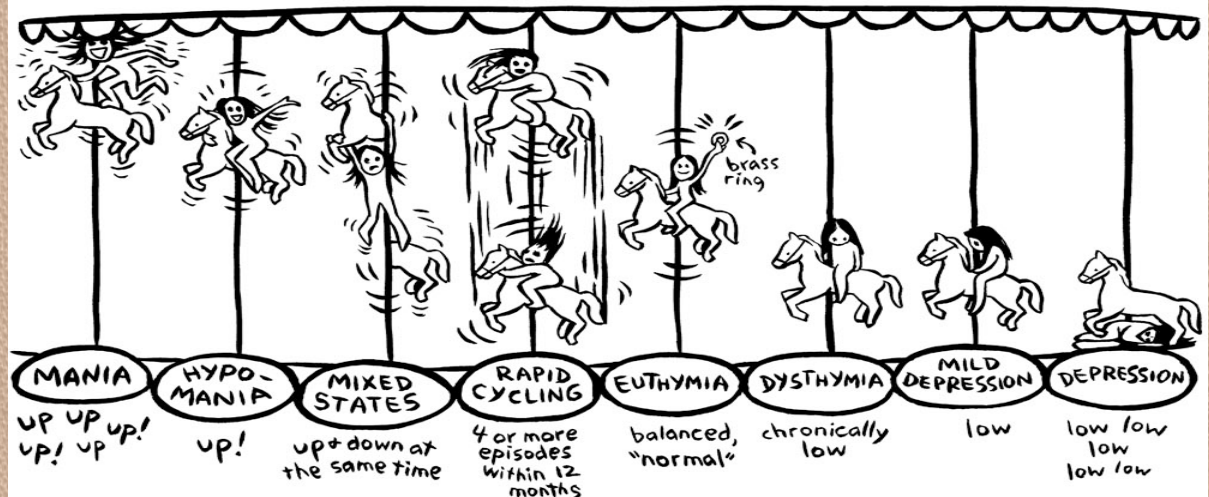 brass
ring
MANIA
up up up!
up! up
HYPO-
MANIA
up!
MIXED
STATES
up + down at
the same time
RAPID
CYCLING
4 or more
episodes
within 12
months
EUTHYMIA
balanced,
"normal"
DYSTHYMIA
chronically
low
MILD
DEPRESSION
low
DEPRESSION
low low
low
low low